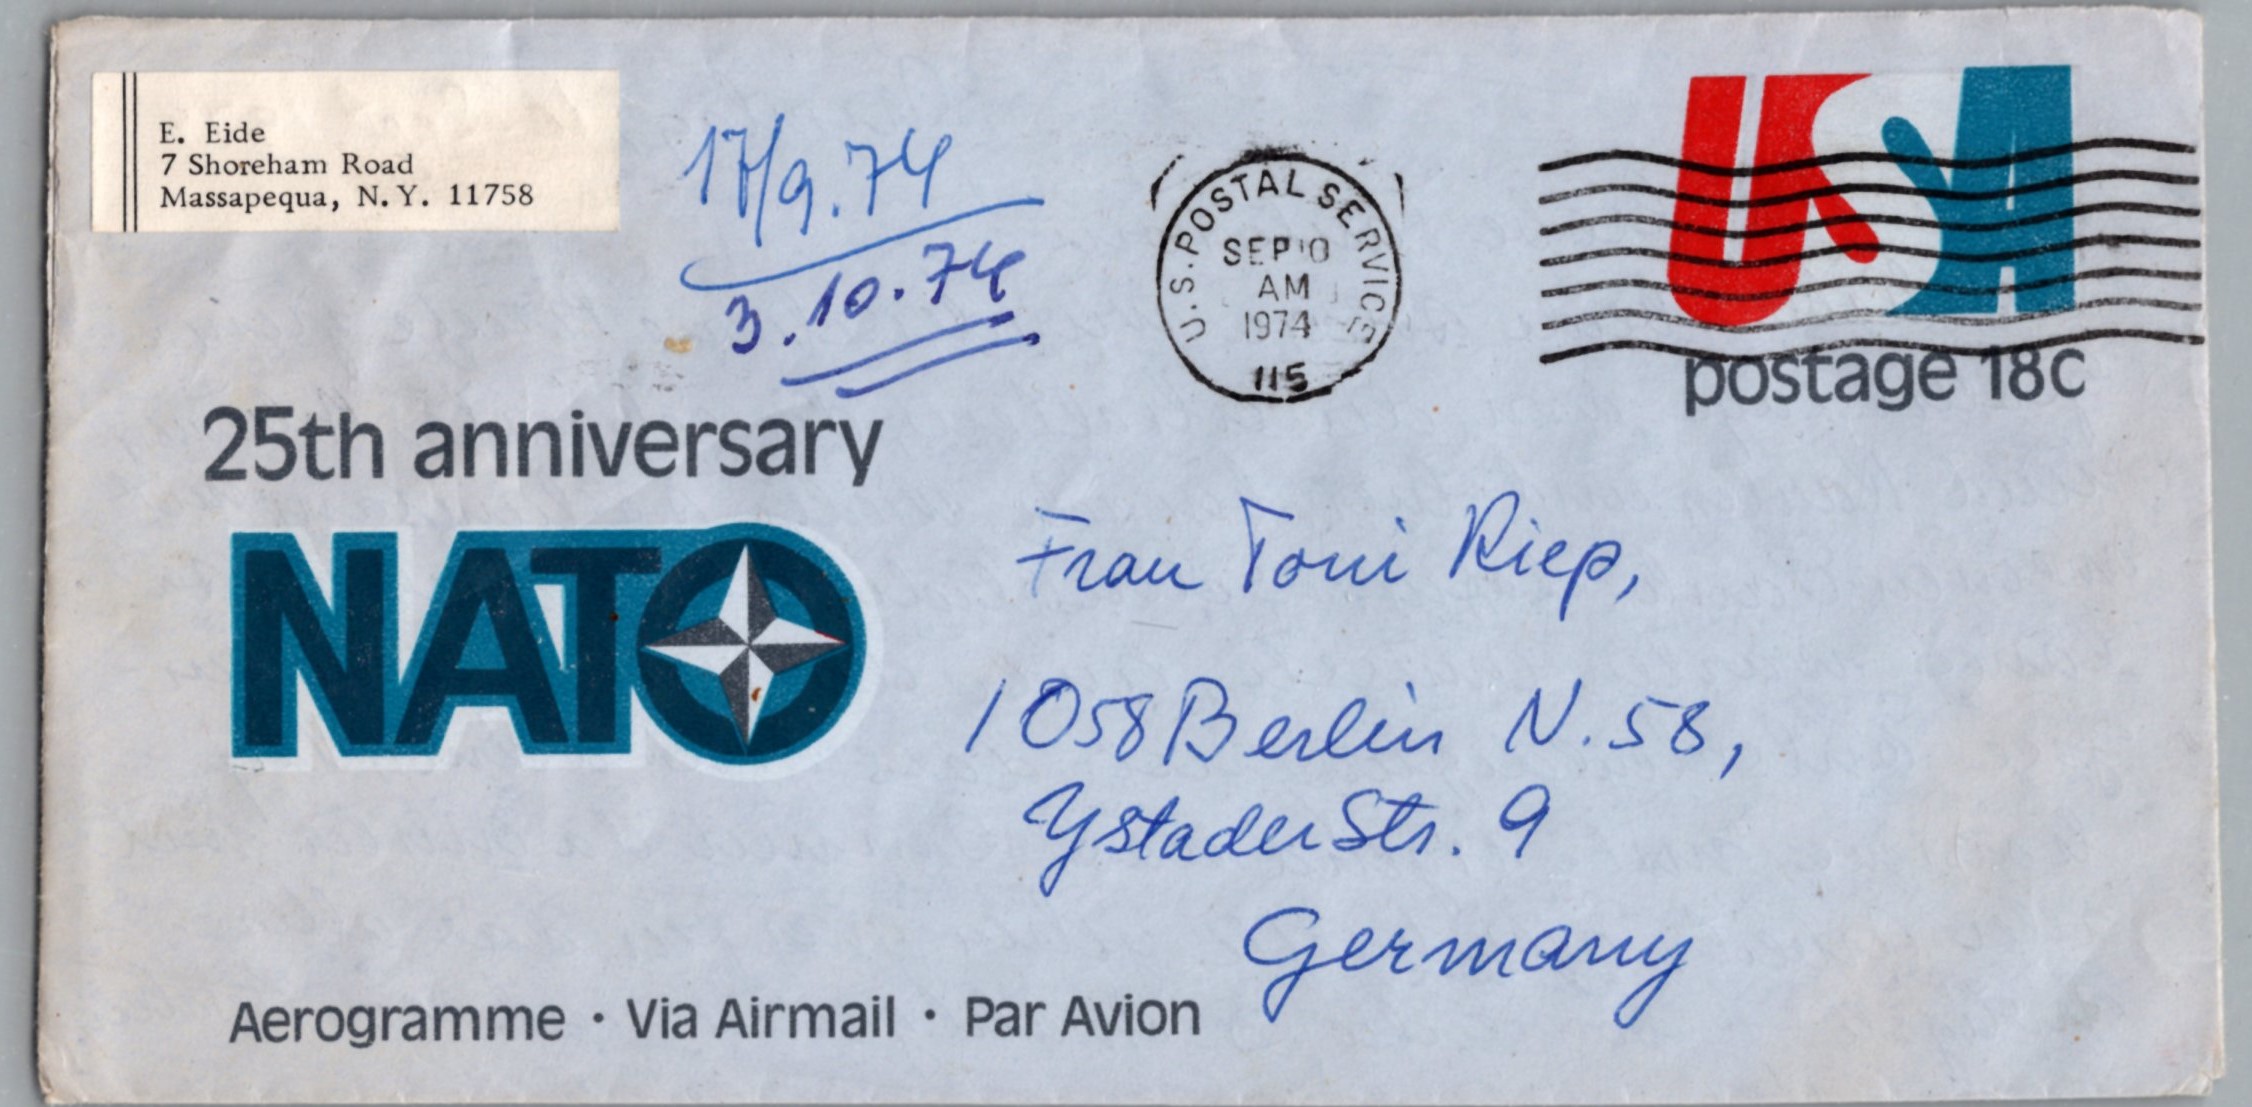 E. Eide
7 Shoreham Road
Massapequa, N.Y. 11758
17/9.74
3.10.74
U.S. POSTAL SERVICE
SEP 10
AM
1974
115
USA
postage 18c
25th anniversary
NATO
Frau Toni Riep,
1058 Berlin N. 58,
Ystader Str. 9
Germany
Aerogramme · Via Airmail · Par Avion